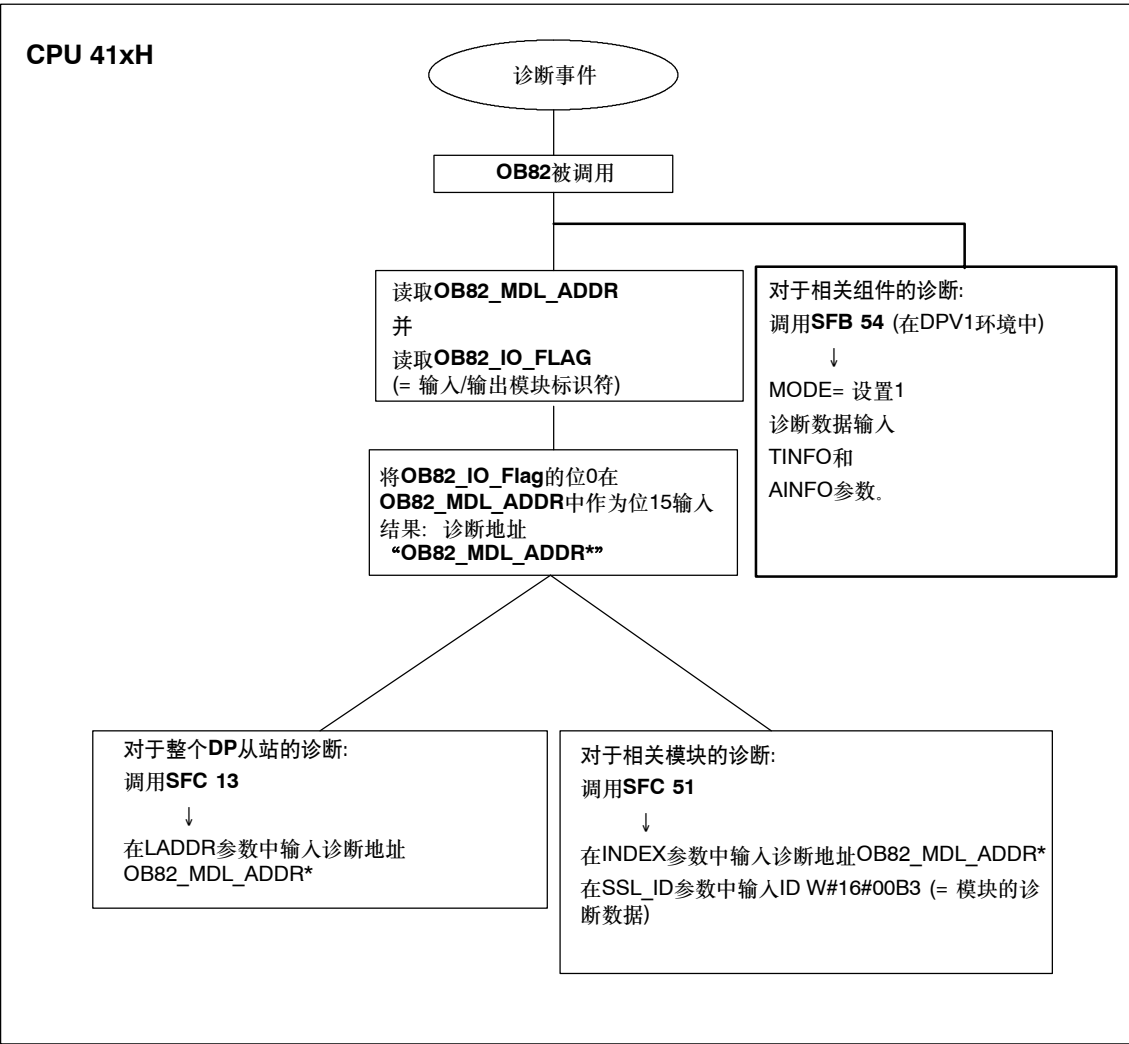 CPU 41xH
诊断事件
OB82被调用
读取OB82_MDL_ADDR
并
读取OB82_IO_FLAG
(= 输入/输出模块标识符)
对于相关组件的诊断:
调用SFB 54 (在DPV1环境中)
↓
MODE= 设置1
诊断数据输入
TINFO和
AINFO参数。
将OB82_IO_Flag的位0在
OB82_MDL_ADDR中作为位15输入
结果: 诊断地址
“OB82_MDL_ADDR*”
对于整个DP从站的诊断:
调用SFC 13
↓
在LADDR参数中输入诊断地址
OB82_MDL_ADDR*
对于相关模块的诊断:
调用SFC 51
↓
在INDEX参数中输入诊断地址OB82_MDL_ADDR*
在SSL_ID参数中输入ID W#16#00B3 (= 模块的诊
断数据)